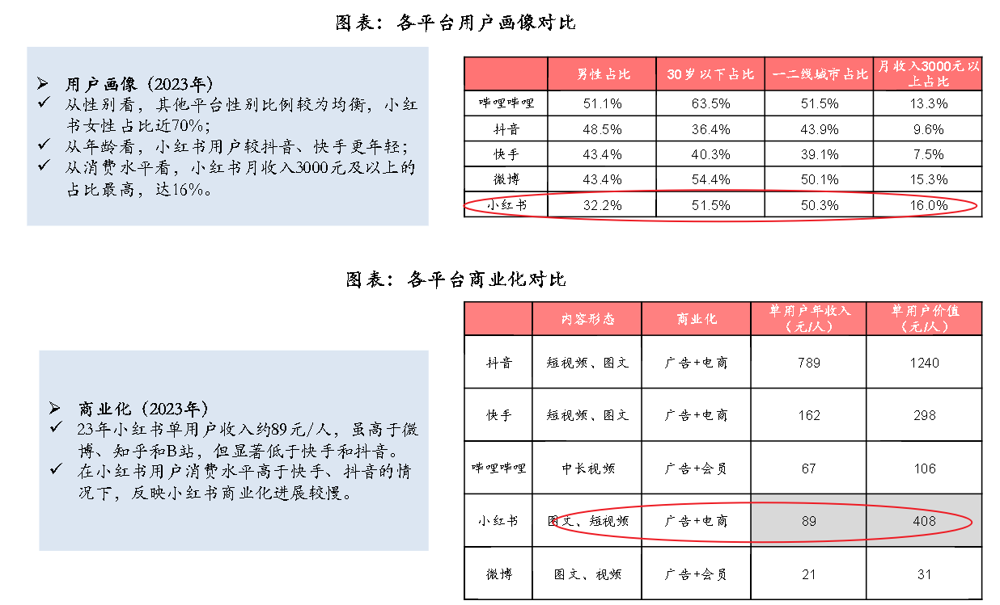 图表：各平台用户画像对比
➢ 用户画像（2023年）
✓ 从性别看，其他平台性别比例较为均衡，小红
书女性占比近70%；
✓ 从年龄看，小红书用户较抖音、快手更年轻；
✓ 从消费水平看，小红书月收入3000元及以上的
占比最高，达16%。
男性占比 30岁以下占比 一二线城市占比 月收入3000元以
上占比
哔哩哔哩 51.1% 63.5% 51.5% 13.3%
抖音 48.5% 36.4% 43.9% 9.6%
快手 43.4% 40.3% 39.1% 7.5%
微博 43.4% 54.4% 50.1% 15.3%
小红书 32.2% 51.5% 50.3% 16.0%
图表：各平台商业化对比
➢ 商业化（2023年）
✓ 23年小红书单用户收入约89元/人，虽高于微
博、知乎和B站，但显著低于快手和抖音。
✓ 在小红书用户消费水平高于快手、抖音的情
况下，反映小红书商业化进展较慢。
内容形态 商业化 单用户年收入
（元/人） 单用户价值
（元/人）
抖音 短视频、图文 广告+电商 789 1240
快手 短视频、图文 广告+电商 162 298
哔哩哔哩 中长视频 广告+会员 67 106
小红书 图文、短视频 广告+电商 89 408
微博 图文、视频 广告+会员 21 31